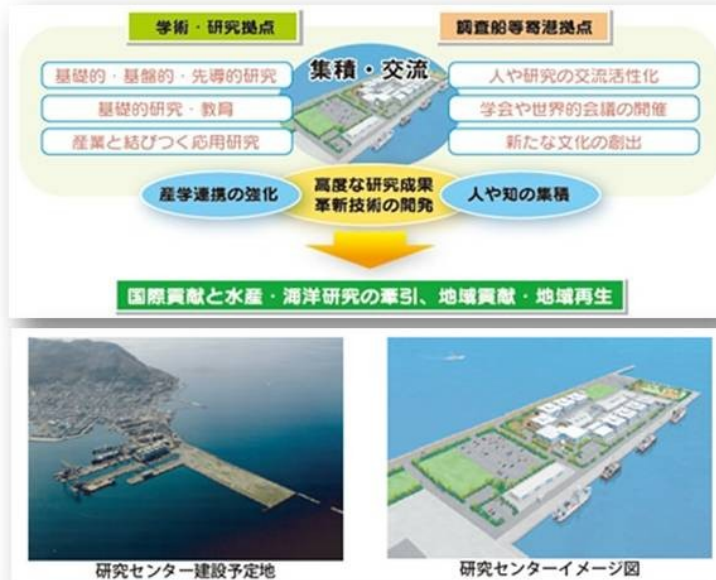 学術・研究拠点
調査船等寄港拠点
集積・交流
基礎的・基盤的・先導的研究
基礎的研究・教育
産業と結びつく応用研究
人や研究の交流活性化
学会や世界的会議の開催
新たな文化の創出
産学連携の強化
高度な研究成果
革新技術の開発
人や知の集積
国際貢献と水産・海洋研究の牽引、地域貢献・地域再生
研究センター建設予定地
研究センターイメージ図